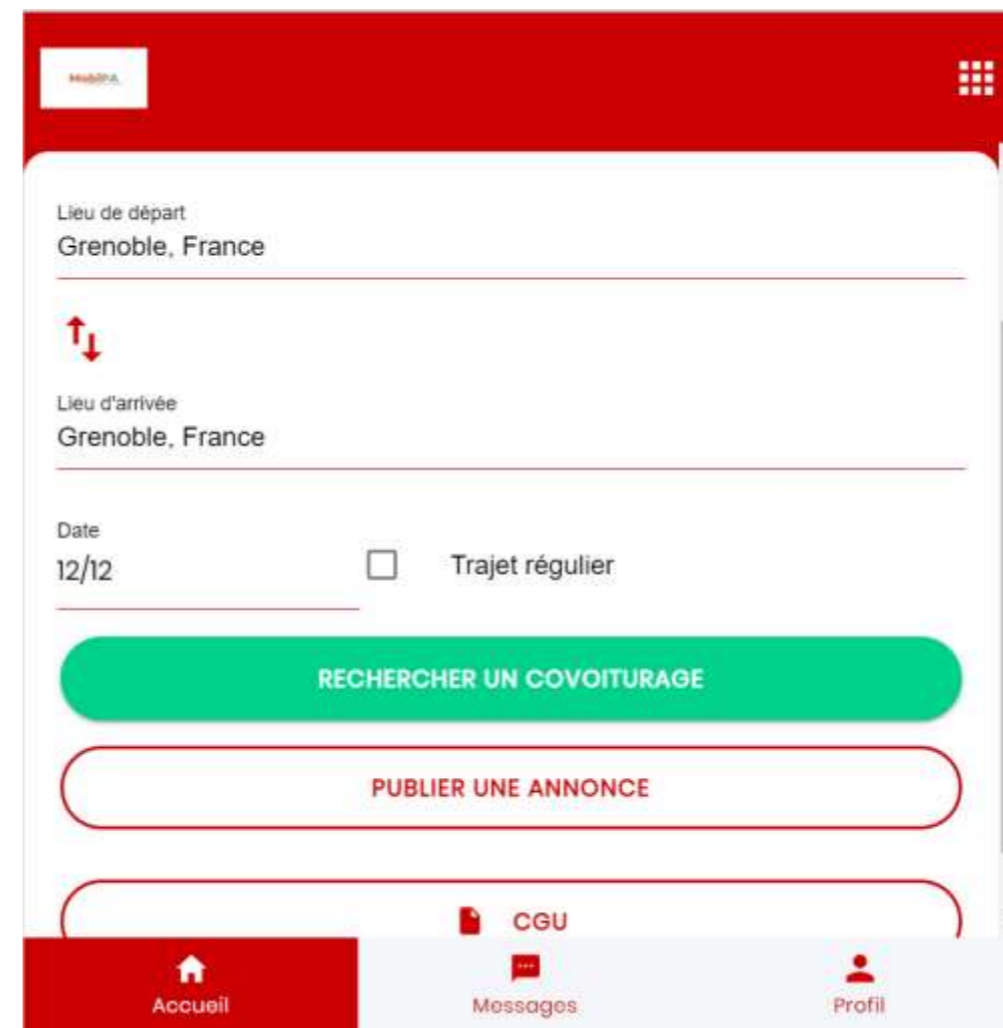 MobiPA
Lieu de départ
Grenoble, France
Lieu d'arrivée
Grenoble, France
Date
12/12
Trajet régulier
RECHERCHER UN COVOITURAGE
PUBLIER UNE ANNONCE
CGU
Accueil
Messages
Profil